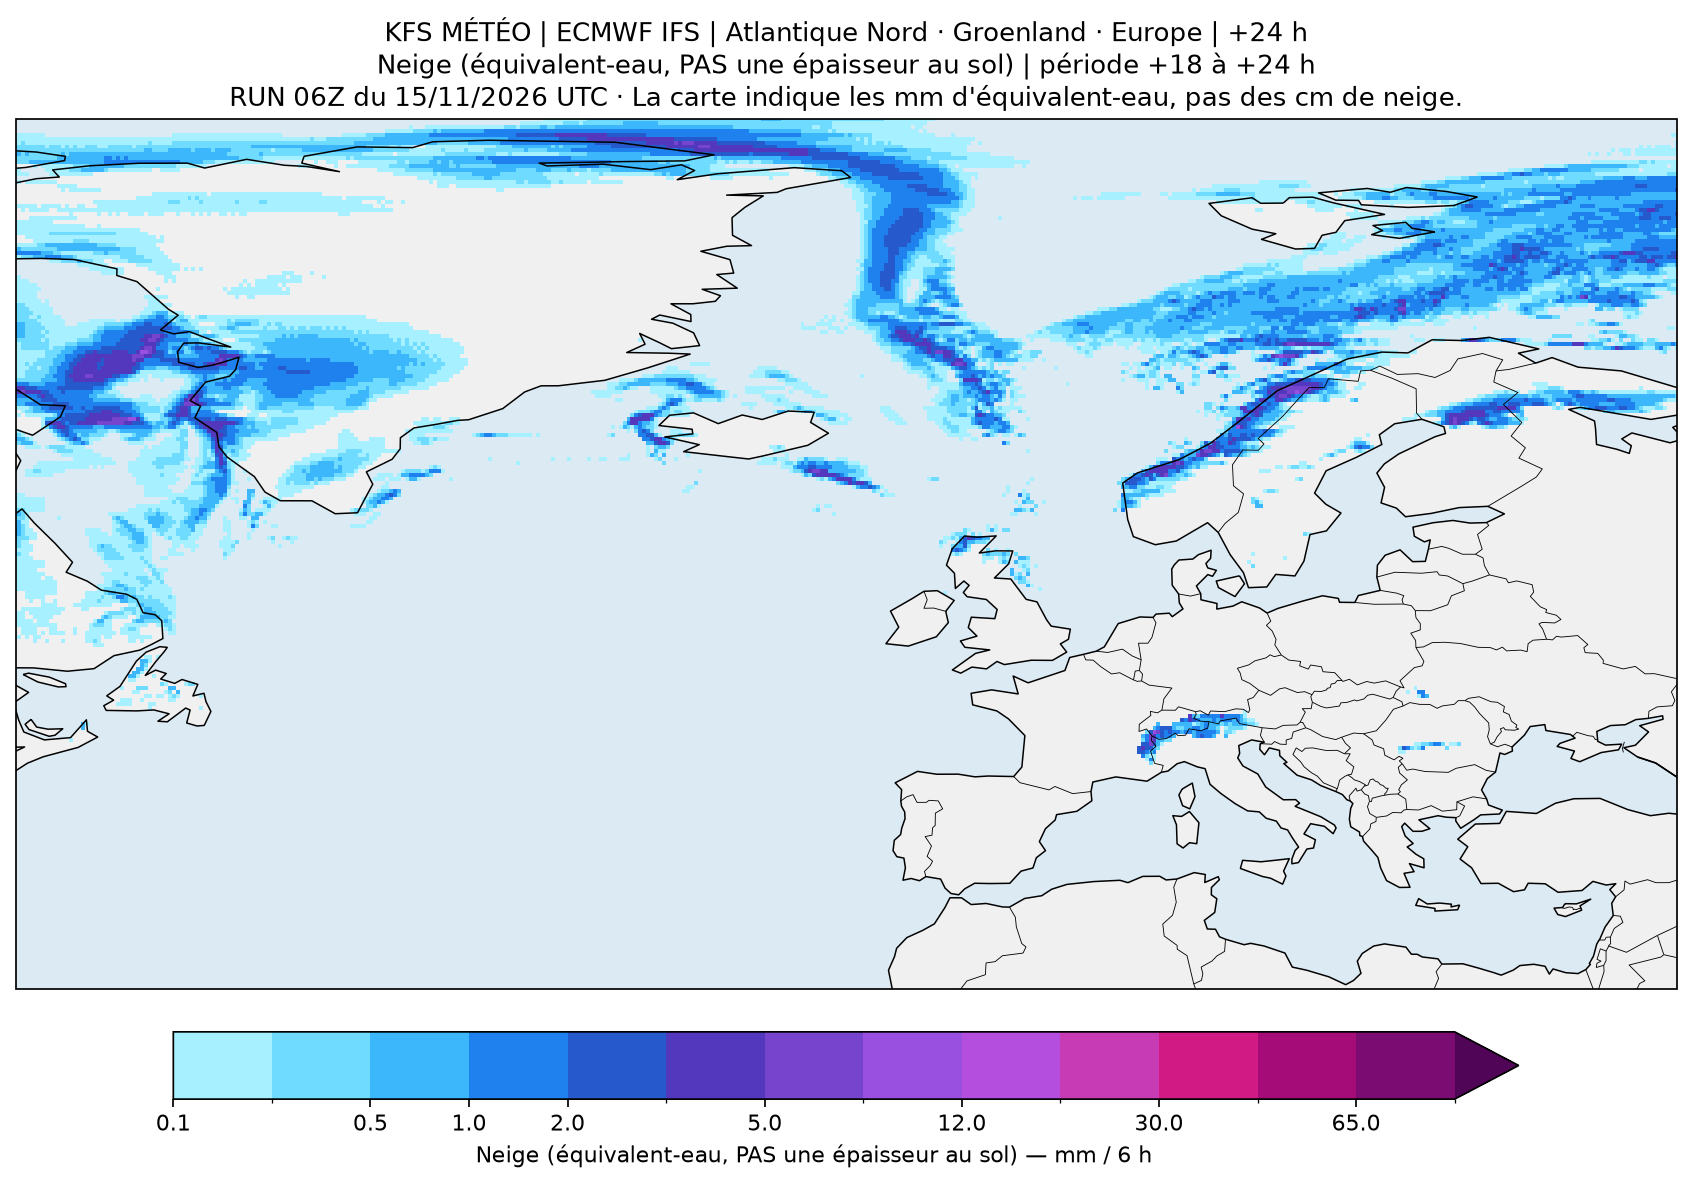 KFS MÉTÉO | ECMWF IFS | Atlantique Nord · Groenland · Europe | +24 h
Neige (équivalent-eau, PAS une épaisseur au sol) | période +18 à +24 h
RUN 06Z du 15/11/2026 UTC · La carte indique les mm d'équivalent-eau, pas des cm de neige.
0.1 0.5 1.0 2.0 5.0 12.0 30.0 65.0
Neige (équivalent-eau, PAS une épaisseur au sol) — mm / 6 h